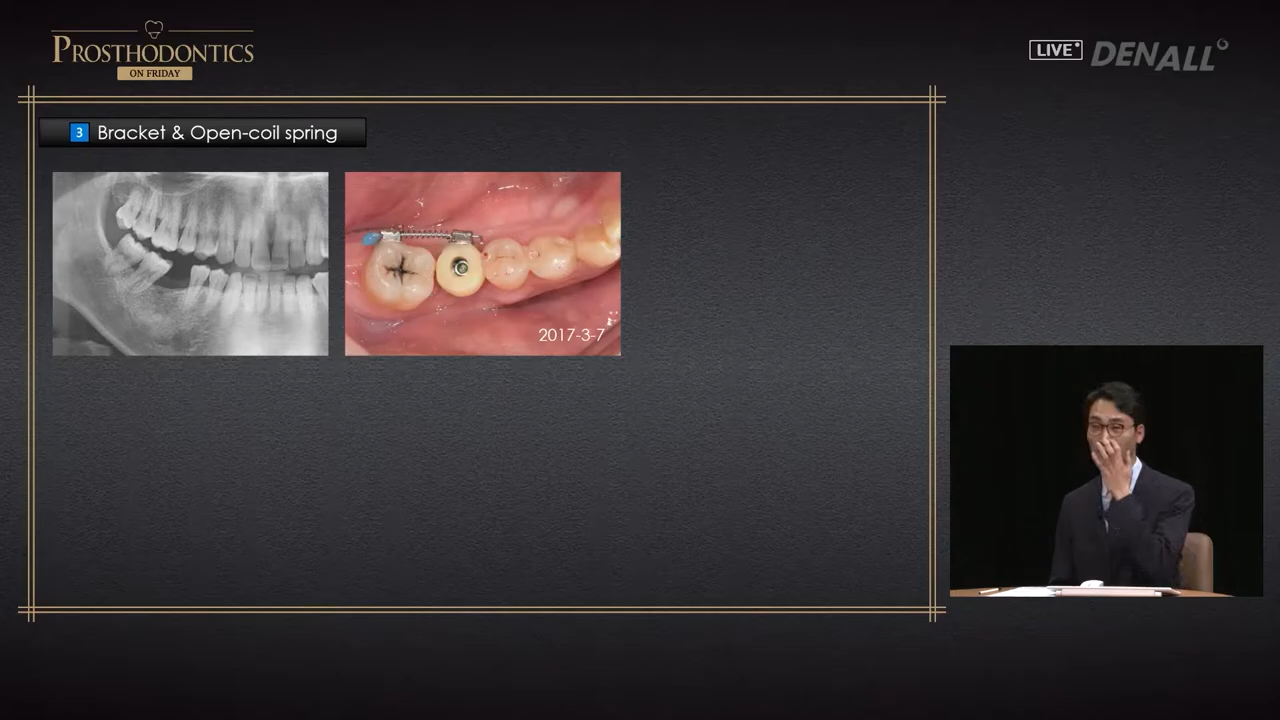 PROSTHODONTICS
ON FRIDAY
LIVE
DENALL
3 Bracket & Open-coil spring
2017-3-7